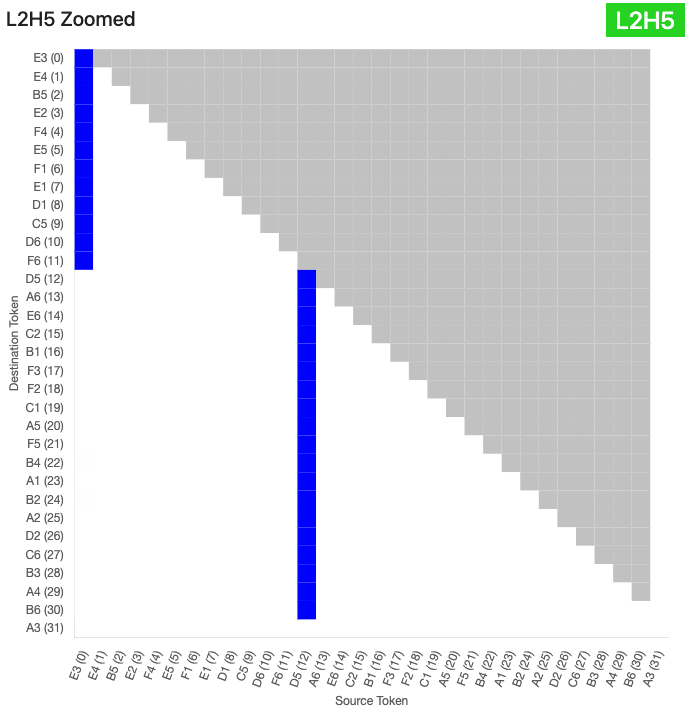 L2H5 Zoomed
L2H5
E3 (0)
E4 (1)
B5 (2)
E2 (3)
F4 (4)
E5 (5)
F1 (6)
E1 (7)
D1 (8)
C5 (9)
D6 (10)
F6 (11)
D5 (12)
A6 (13)
E6 (14)
C2 (15)
B1 (16)
F3 (17)
F2 (18)
C1 (19)
A5 (20)
F5 (21)
B4 (22)
A1 (23)
B2 (24)
A2 (25)
D2 (26)
C6 (27)
B3 (28)
A4 (29)
B6 (30)
A3 (31)
Destination Token
E3 (0)
E4 (1)
B5 (2)
E2 (3)
F4 (4)
E5 (5)
F1 (6)
E1 (7)
D1 (8)
C5 (9)
D6 (10)
F6 (11)
D5 (12)
A6 (13)
E6 (14)
C2 (15)
B1 (16)
F3 (17)
F2 (18)
C1 (19)
A5 (20)
F5 (21)
B4 (22)
A1 (23)
B2 (24)
A2 (25)
D2 (26)
C6 (27)
B3 (28)
A4 (29)
B6 (30)
A3 (31)
Source Token